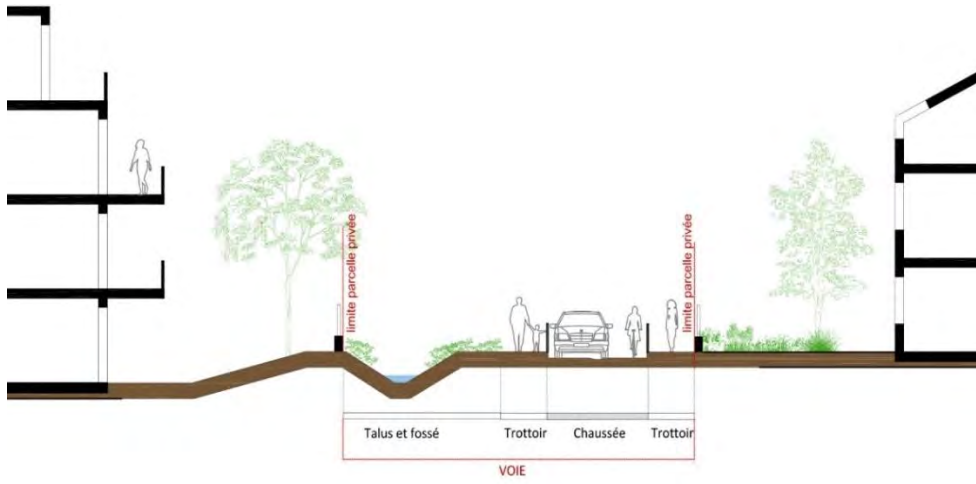 limite parcelle privée
limite parcelle privée
Talus et fossé
Trottoir
Chaussée
Trottoir
VOIE